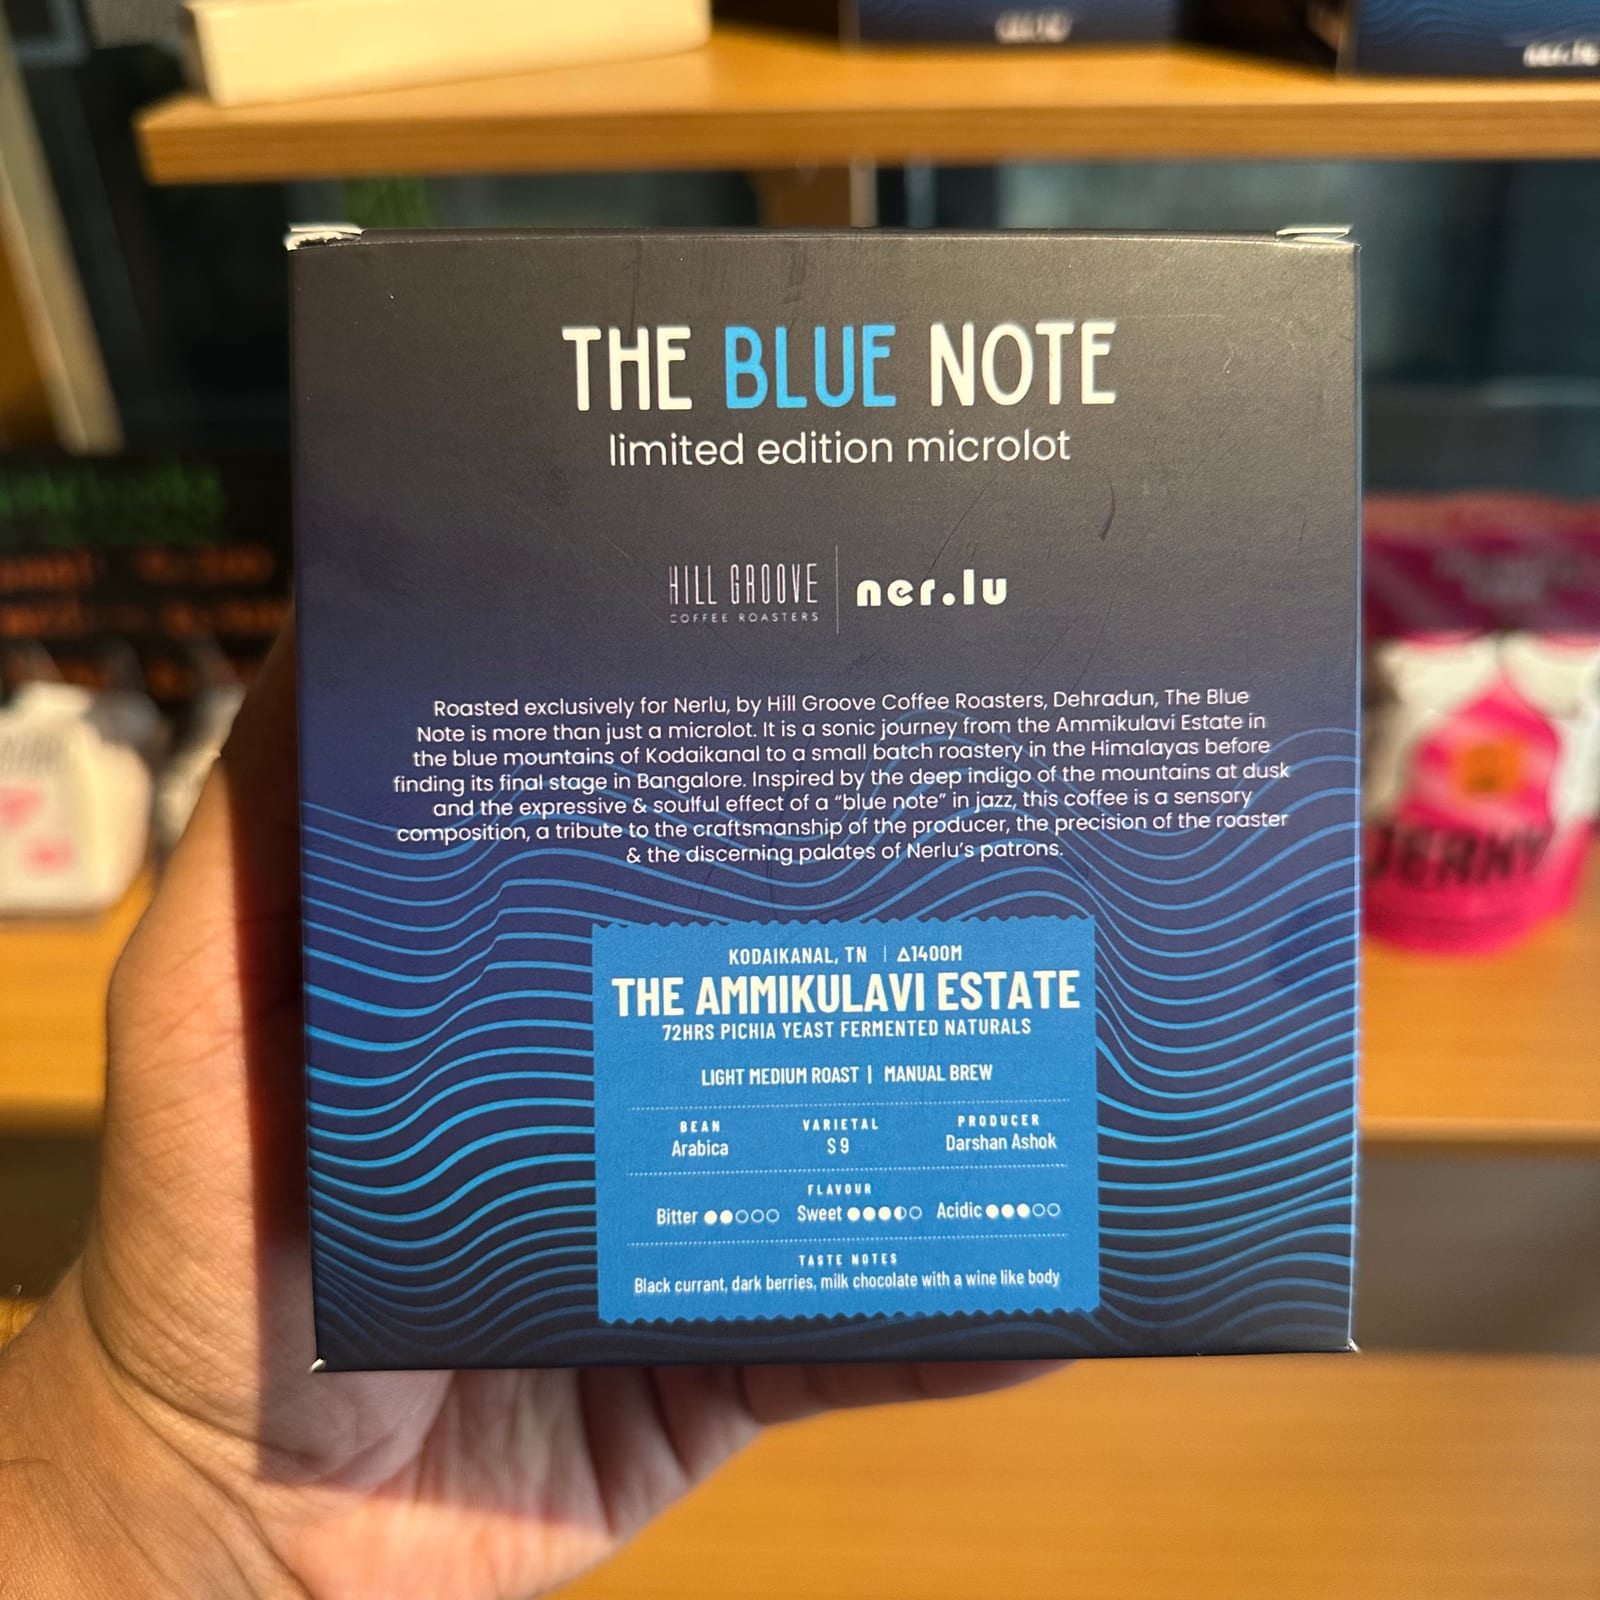 THE BLUE NOTE
limited edition microlot
HILL GROOVE
COFFEE ROASTERS
ner.lu
Roasted exclusively for Nerlu, by Hill Groove Coffee Roasters, Dehradun, The Blue
Note is more than just a microlot. It is a sonic journey from the Ammikulavi Estate in
the blue mountains of Kodaikanal to a small batch roastery in the Himalayas before
finding its final stage in Bangalore. Inspired by the deep indigo of the mountains at dusk
and the expressive & soulful effect of a “blue note” in jazz, this coffee is a sensory
composition, a tribute to the craftsmanship of the producer, the precision of the roaster
& the discerning palates of Nerlu's patrons.
KODAIKANAL, TN | Δ1400M
THE AMMIKULAVI ESTATE
72HRS PICHIA YEAST FERMENTED NATURALS
LIGHT MEDIUM ROAST | MANUAL BREW
BEAN VARIETAL PRODUCER
Arabica S9 Darshan Ashok
FLAVOUR
Bitter Sweet Acidic
TASTE NOTES
Black currant, dark berries, milk chocolate with a wine like body
JERKY